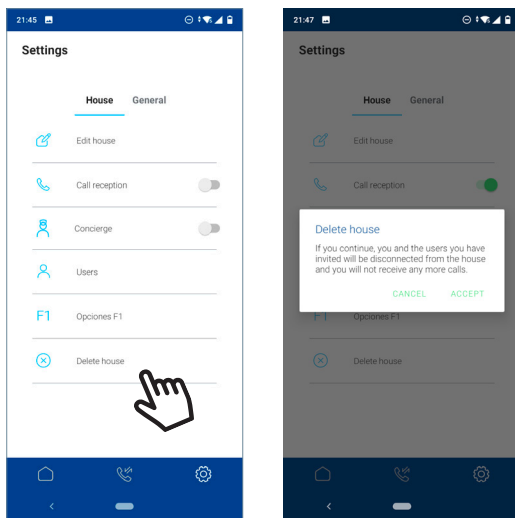 21:45
Settings
House General
Edit house
Call reception
Concierge
Users
F1 Opciones F1
Delete house
21:47
Settings
House General
Edit house
Call reception
Delete house
If you continue, you and the users you have
invited will be disconnected from the house
and you will not receive any more calls.
CANCEL ACCEPT
F1 Opciones F1
Delete house